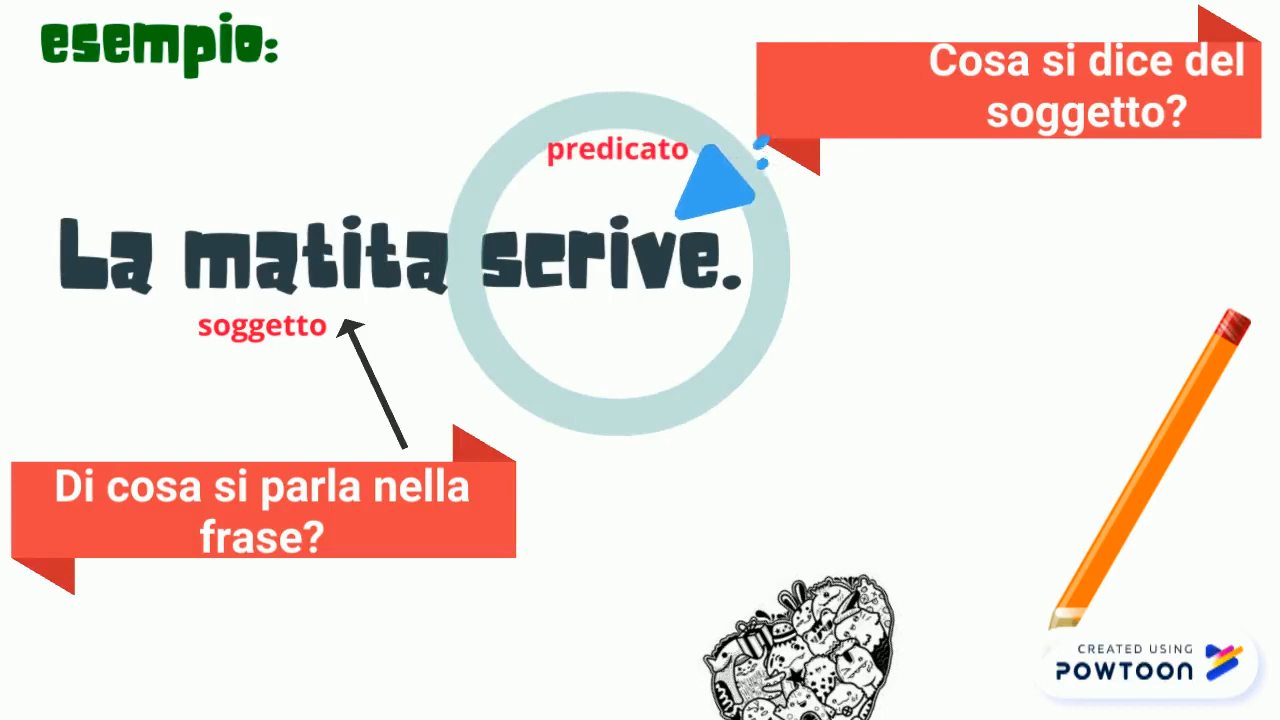 esempio:
Cosa si dice del
soggetto?
predicato
La matita scrive.
soggetto
Di cosa si parla nella
frase?
CREATED USING
POWTOON